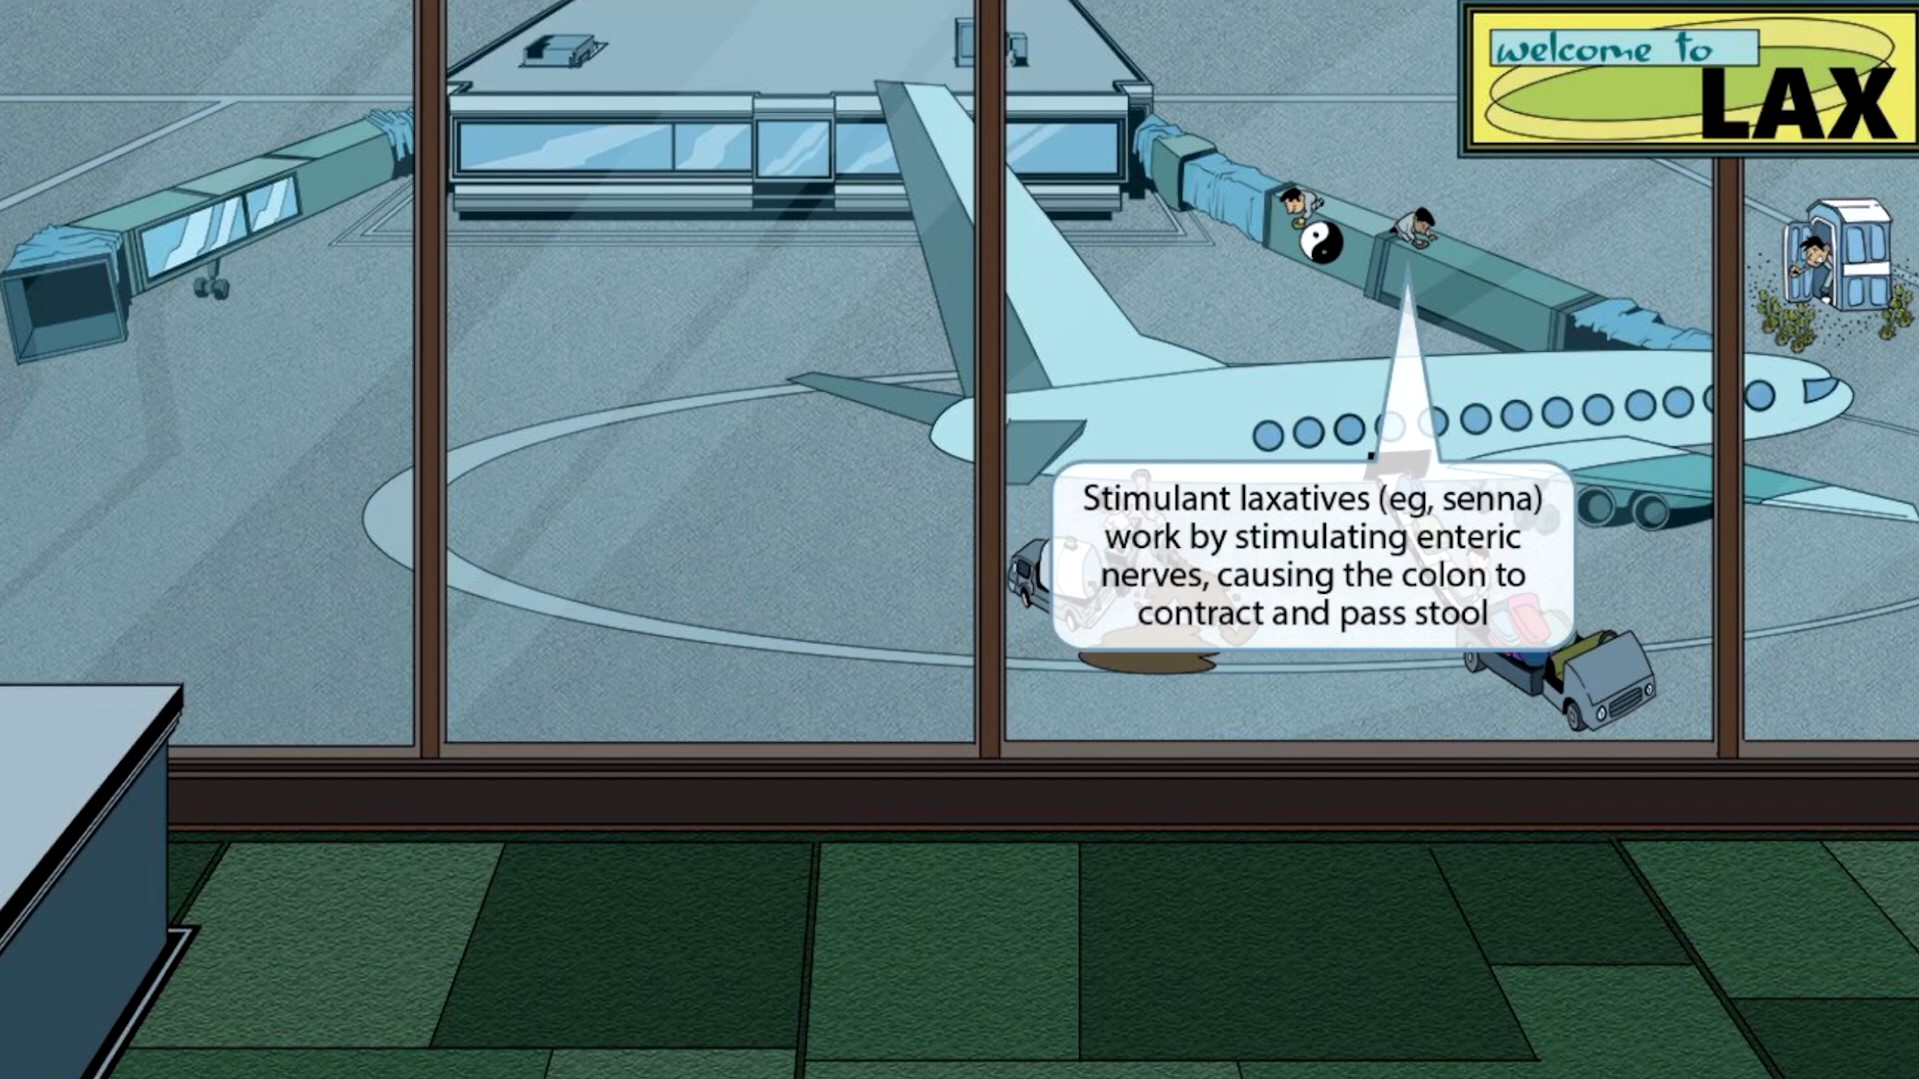 welcome to
LAX
Stimulant laxatives (eg, senna)
work by stimulating enteric
nerves, causing the colon to
contract and pass stool